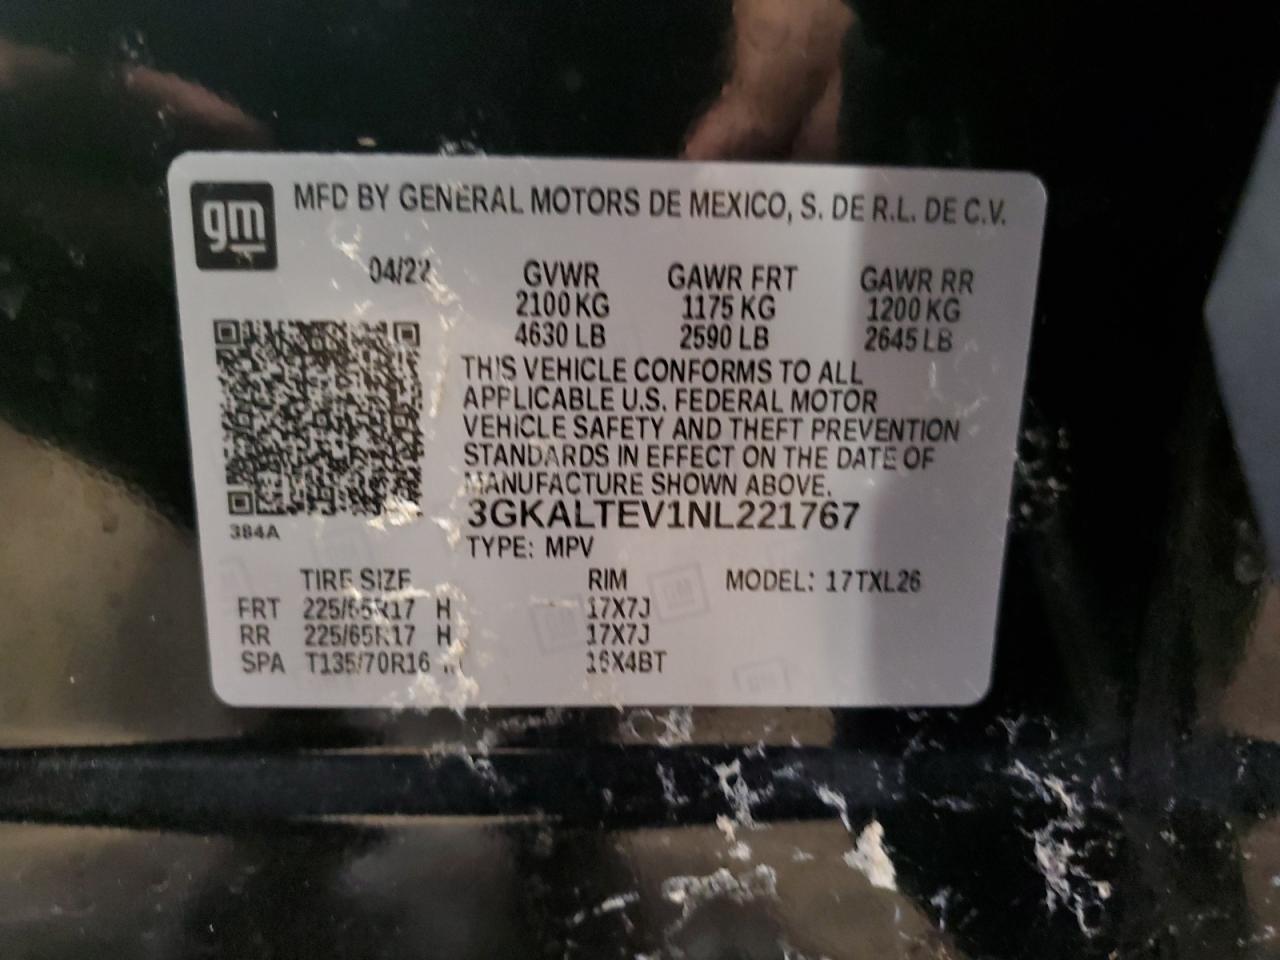 gm
MFD BY GENERAL MOTORS DE MEXICO, S. DE R.L. DE C.V.
04/22 GVWR GAWR FRT GAWR RR
2100 KG 1175 KG 1200 KG
4630 LB 2590 LB 2645 LB
THIS VEHICLE CONFORMS TO ALL
APPLICABLE U.S. FEDERAL MOTOR
VEHICLE SAFETY AND THEFT PREVENTION
STANDARDS IN EFFECT ON THE DATE OF
MANUFACTURE SHOWN ABOVE.
3GKALTEV1NL221767
384A
TYPE: MPV
TIRE SIZE RIM MODEL: 17TXL26
FRT 225/65R17 H 17X7J
RR 225/65R17 H 17X7J
SPA T135/70R16 16X4BT